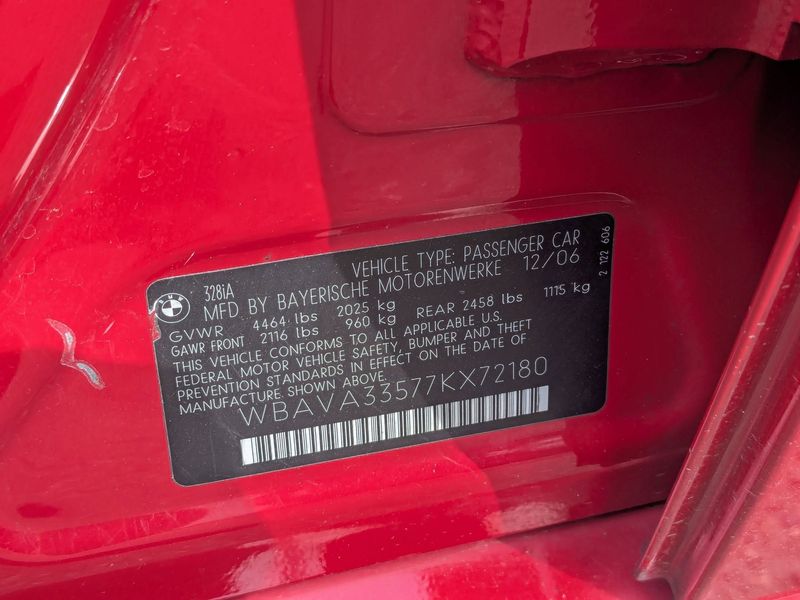 BMW
328iA
VEHICLE TYPE: PASSENGER CAR
MFD BY BAYERISCHE MOTORENWERKE 12/06
GVWR 4464 lbs 2025 kg
GAWR FRONT 2116 lbs 960 kg REAR 2458 lbs 1115 kg
THIS VEHICLE CONFORMS TO ALL APPLICABLE U.S.
FEDERAL MOTOR VEHICLE SAFETY, BUMPER AND THEFT
PREVENTION STANDARDS IN EFFECT ON THE DATE OF
MANUFACTURE SHOWN ABOVE.
WBAVA33577KX72180
2 122 606